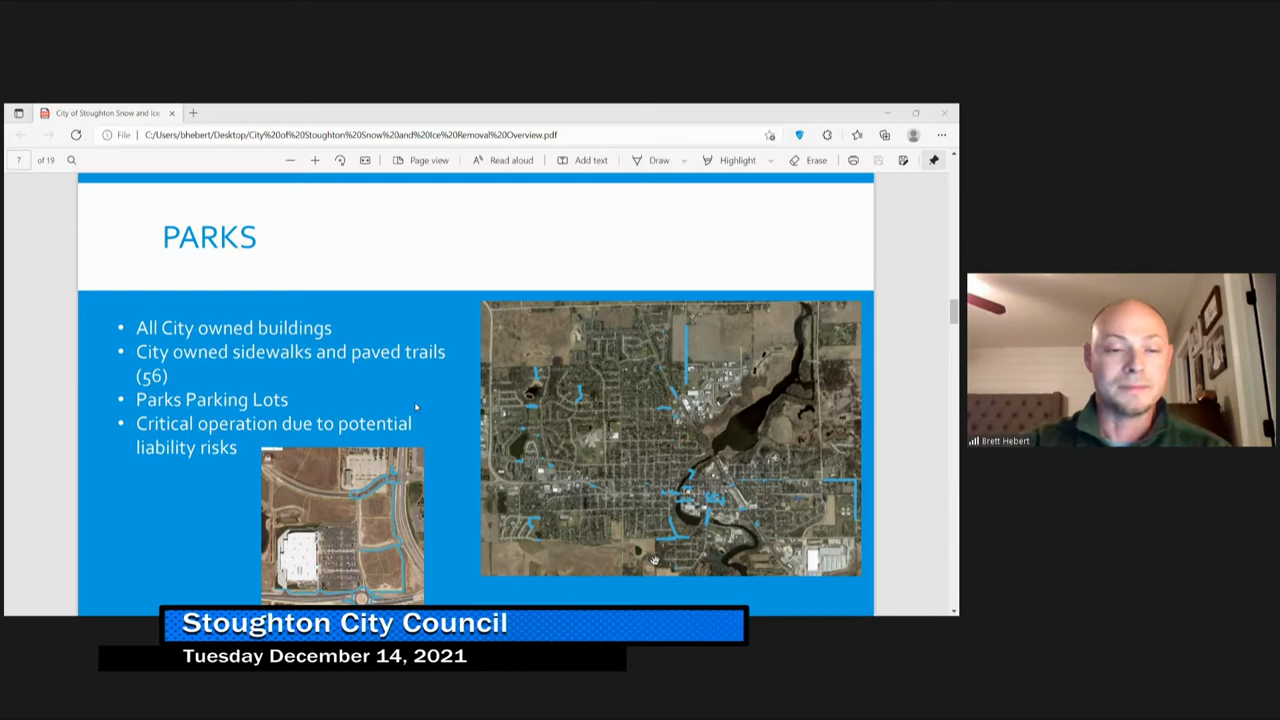 City of Stoughton Snow and Ice
File
C:/Users/bhebert/Desktop/City%20of%20Stoughton%20Snow%20and%20Ice%20Removal%20Overview.pdf
7 of 19
Page view
Read aloud
Add text
Draw
Highlight
Erase
PARKS
• All City owned buildings
• City owned sidewalks and paved trails
(56)
• Parks Parking Lots
• Critical operation due to potential
liability risks
Brett Hebert
Stoughton City Council
Tuesday December 14, 2021